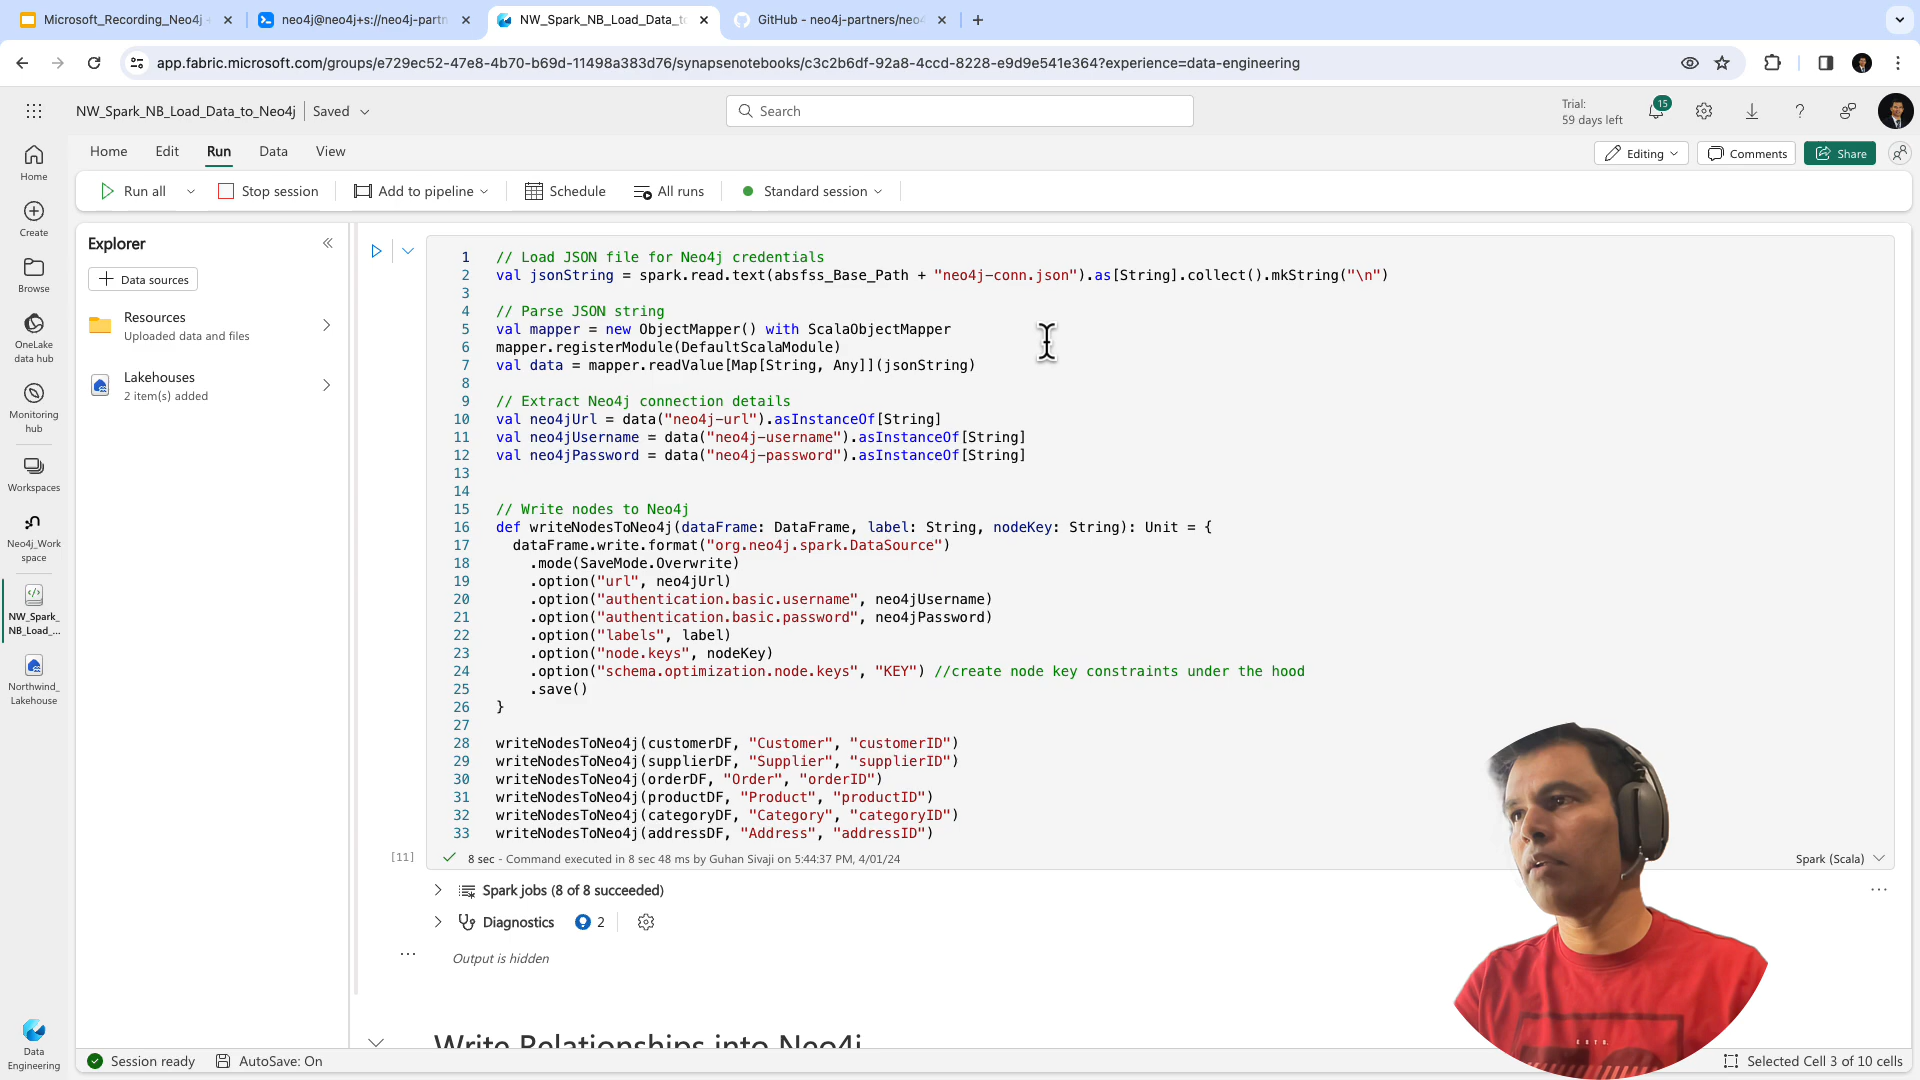 Microsoft_Recording_Neo4j
neo4j@neo4j+s://neo4j-partn
NW_Spark_NB_Load_Data_to
GitHub - neo4j-partners/neo4
app.fabric.microsoft.com/groups/e729ec52-47e8-4b70-b69d-11498a383d76/synapsenotebooks/c3c2b6df-92a8-4ccd-8228-e9d9e541e364?experience=data-engineering
NW_Spark_NB_Load_Data_to_Neo4j | Saved
Search
Trial:
59 days left
15
Home Edit Run Data View
Editing Comments Share
Run all Stop session Add to pipeline Schedule All runs Standard session
Home
Create
Browse
OneLake
data hub
Monitoring
hub
Workspaces
Neo4j_Work
space
NW_Spark_
NB_Load_...
Northwind_
Lakehouse
Data
Engineering
Explorer
Data sources
Resources
Uploaded data and files
Lakehouses
2 item(s) added
1 // Load JSON file for Neo4j credentials
2 val jsonString = spark.read.text(absfss_Base_Path + "neo4j-conn.json").as[String].collect().mkString("\n")
3
4 // Parse JSON string
5 val mapper = new ObjectMapper() with ScalaObjectMapper
6 mapper.registerModule(DefaultScalaModule)
7 val data = mapper.readValue[Map[String, Any]](jsonString)
8
9 // Extract Neo4j connection details
10 val neo4jUrl = data("neo4j-url").asInstanceOf[String]
11 val neo4jUsername = data("neo4j-username").asInstanceOf[String]
12 val neo4jPassword = data("neo4j-password").asInstanceOf[String]
13
14
15 // Write nodes to Neo4j
16 def writeNodesToNeo4j(dataFrame: DataFrame, label: String, nodeKey: String): Unit = {
17 dataFrame.write.format("org.neo4j.spark.DataSource")
18 .mode(SaveMode.Overwrite)
19 .option("url", neo4jUrl)
20 .option("authentication.basic.username", neo4jUsername)
21 .option("authentication.basic.password", neo4jPassword)
22 .option("labels", label)
23 .option("node.keys", nodeKey)
24 .option("schema.optimization.node.keys", "KEY") //create node key constraints under the hood
25 .save()
26 }
27
28 writeNodesToNeo4j(customerDF, "Customer", "customerID")
29 writeNodesToNeo4j(supplierDF, "Supplier", "supplierID")
30 writeNodesToNeo4j(orderDF, "Order", "orderID")
31 writeNodesToNeo4j(productDF, "Product", "productID")
32 writeNodesToNeo4j(categoryDF, "Category", "categoryID")
33 writeNodesToNeo4j(addressDF, "Address", "addressID")
[11] 8 sec - Command executed in 8 sec 48 ms by Guhan Sivaji on 5:44:37 PM, 4/01/24
Spark (Scala)
Spark jobs (8 of 8 succeeded)
Diagnostics 2
Output is hidden
Write Relationships into Neo4j
Session ready AutoSave: On
Selected Cell 3 of 10 cells